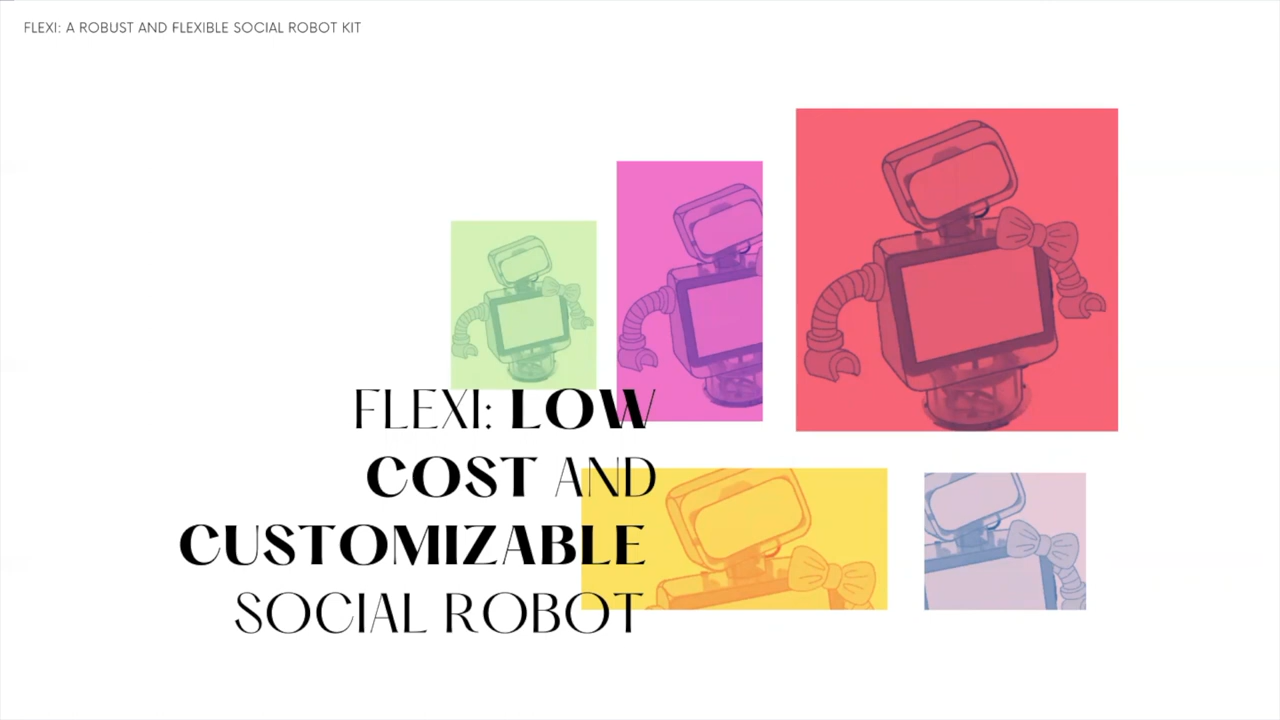 FLEXI: A ROBUST AND FLEXIBLE SOCIAL ROBOT KIT
FLEXI: LOW
COST AND
CUSTOMIZABLE
SOCIAL ROBOT